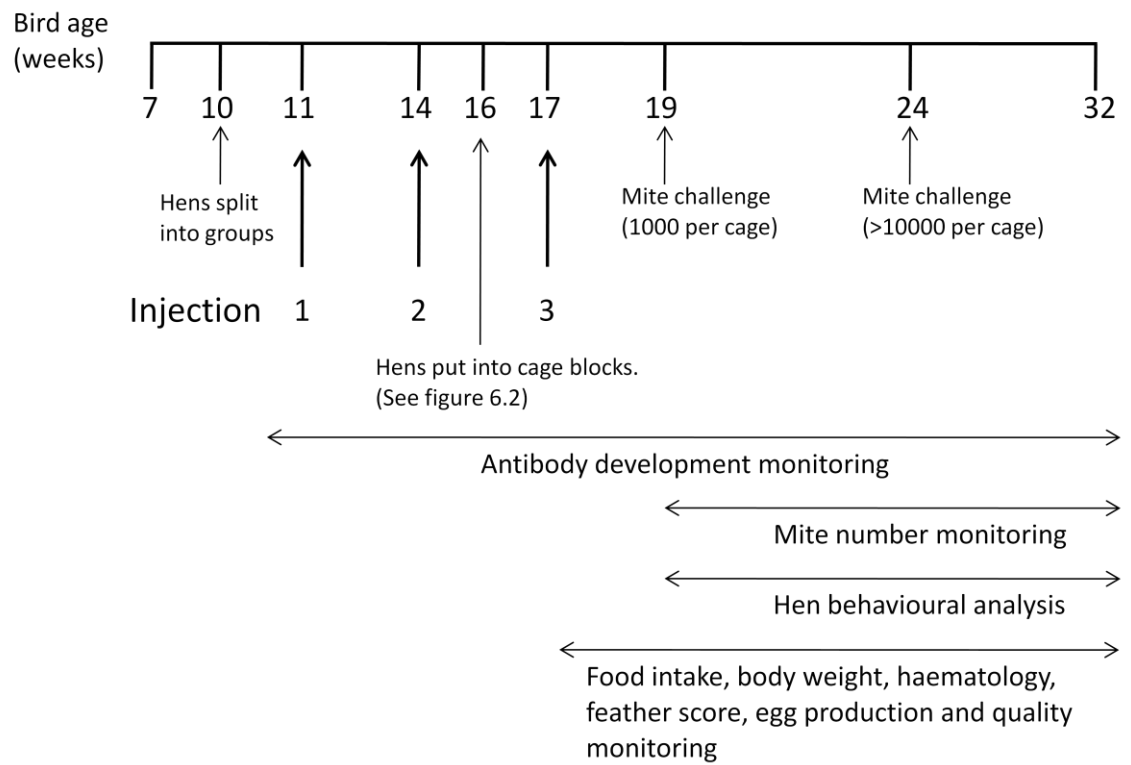 Bird age
(weeks)
7 10 11 14 16 17 19 24 32
Hens split
into groups
Mite challenge
(1000 per cage)
Mite challenge
(>10000 per cage)
Injection 1 2 3
Hens put into cage blocks.
(See figure 6.2)
Antibody development monitoring
Mite number monitoring
Hen behavioural analysis
Food intake, body weight, haematology,
feather score, egg production and quality
monitoring